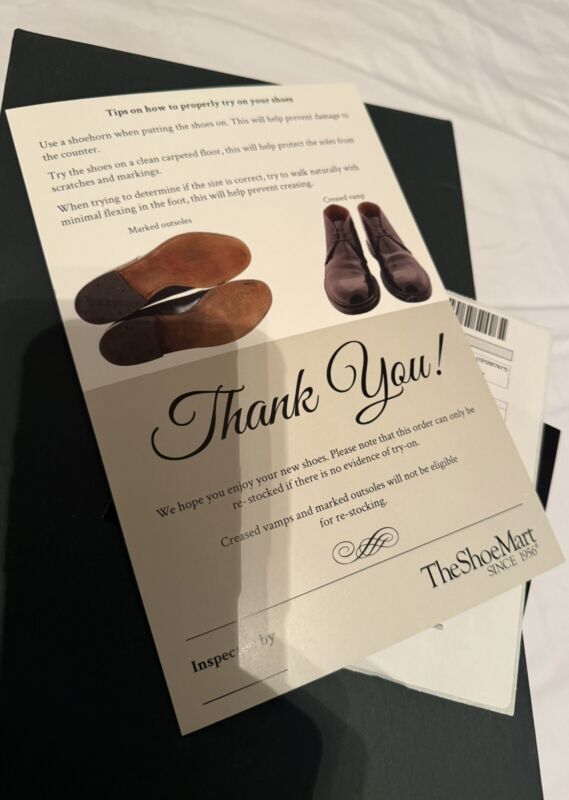 Tips on how to properly try on your shoes
Use a shoehorn when putting the shoes on. This will help prevent damage to
the counter.
Try the shoes on a clean carpeted floor, this will help protect the soles from
scratches and markings.
When trying to determine if the size is correct, try to walk naturally with
minimal flexing in the foot, this will help prevent creasing.
Marked outsoles
Creased vamp
Thank You!
We hope you enjoy your new shoes. Please note that this order can only be
re-stocked if there is no evidence of try-on.
Creased vamps and marked outsoles will not be eligible
for re-stocking.
TheShoeMart
SINCE 1956®
Inspected by